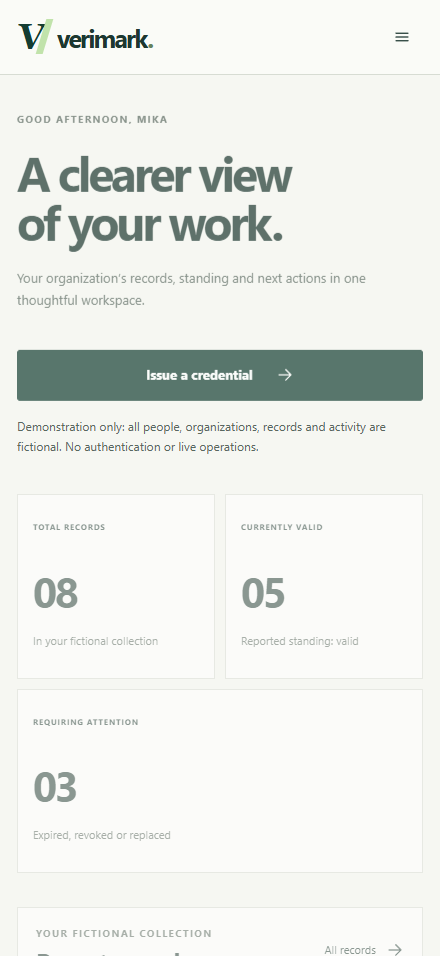 V verimark.
GOOD AFTERNOON, MIKA
A clearer view
of your work.
Your organization's records, standing and next actions in one
thoughtful workspace.
Issue a credential
Demonstration only: all people, organizations, records and activity are
fictional. No authentication or live operations.
TOTAL RECORDS
08
In your fictional collection
CURRENTLY VALID
05
Reported standing: valid
REQUIRING ATTENTION
03
Expired, revoked or replaced
YOUR FICTIONAL COLLECTION
All records